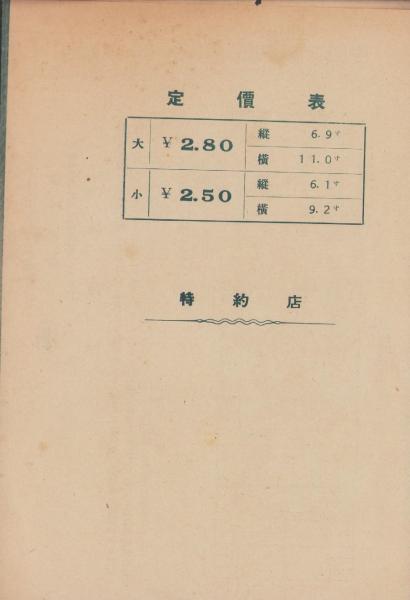 定價表
大 ¥ 2.80 縱 6.9寸
橫 11.0寸
小 ¥ 2.50 縱 6.1寸
橫 9.2寸
特約店